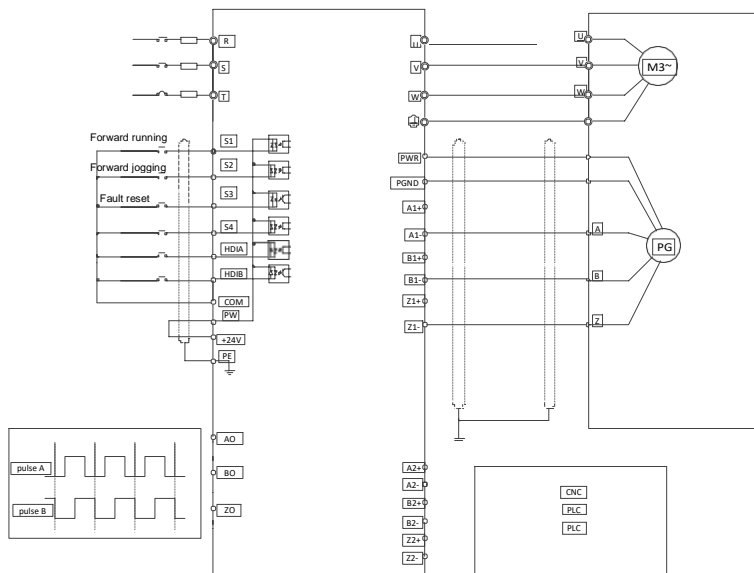 R
S
T
Forward running
S1
Forward jogging
S2
Fault reset
S3
S4
HDIA
HDIB
COM
PW
+24V
PE
U
V
W
PWR
PGND
A1+
A1-
B1+
B1-
Z1+
Z1-
U
V
W
M3~
A
B
Z
PG
pulse A
pulse B
AO
BO
ZO
A2+
A2-
B2+
B2-
Z2+
Z2-
CNC
PLC
PLC